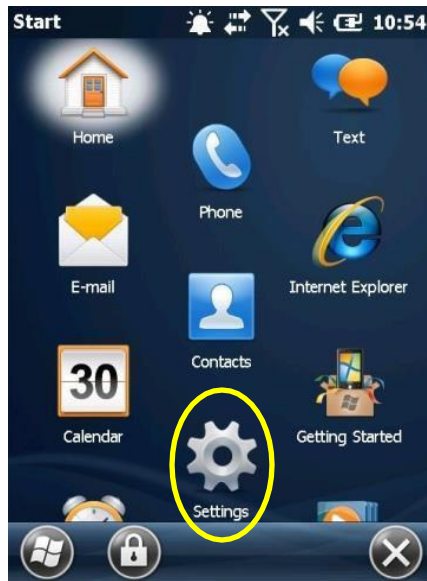 Start 10:54
Home
Text
Phone
E-mail
Internet Explorer
Contacts
30
Calendar
Getting Started
Settings